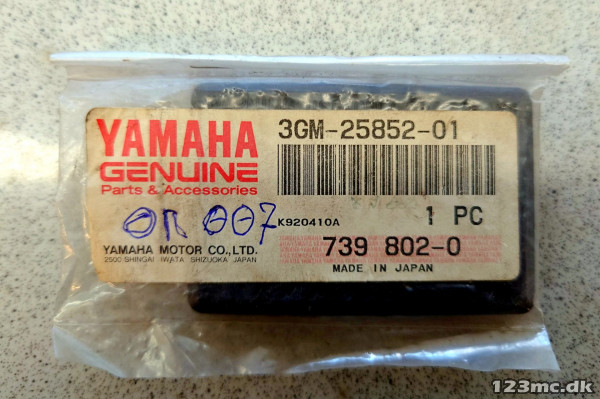 YAMAHA
GENUINE
Parts & Accessories
3GM-25852-01
OR 007
K920410A
1 PC
YAMAHA MOTOR CO.,LTD.
2500 SHINGAI IWATA SHIZUOKA JAPAN
739 802-0
MADE IN JAPAN
123mc.dk